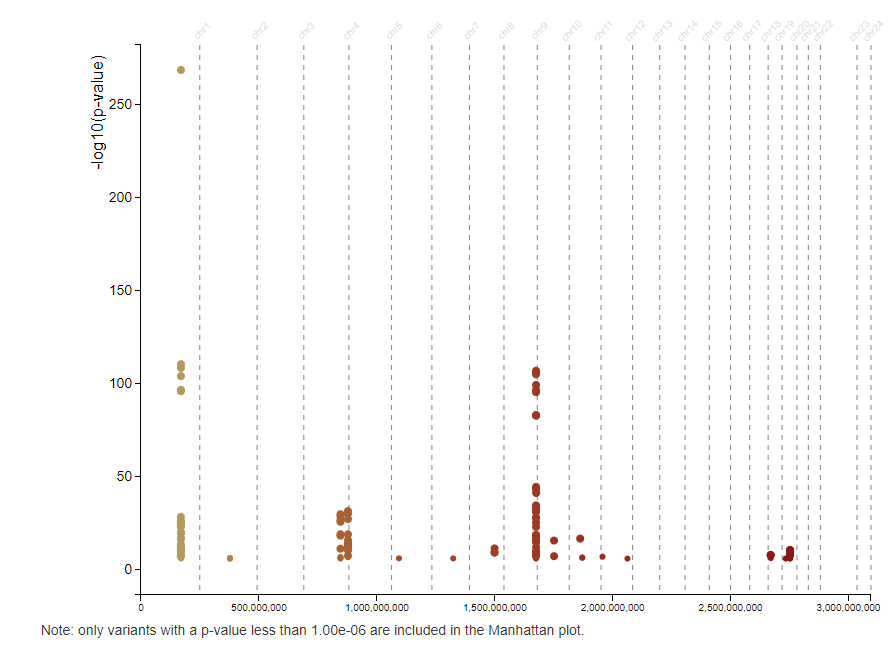 chr1 chr2 chr3 chr4 chr5 chr6 chr7 chr8 chr9 chr10 chr11 chr12 chr13 chr14 chr15 chr16 chr17 chr18 chr19 chr20 chr21 chr22 chr23 chr24
-log10(p-value)
250
200
150
100
50
0
0 500,000,000 1,000,000,000 1,500,000,000 2,000,000,000 2,500,000,000 3,000,000,000
Note: only variants with a p-value less than 1.00e-06 are included in the Manhattan plot.